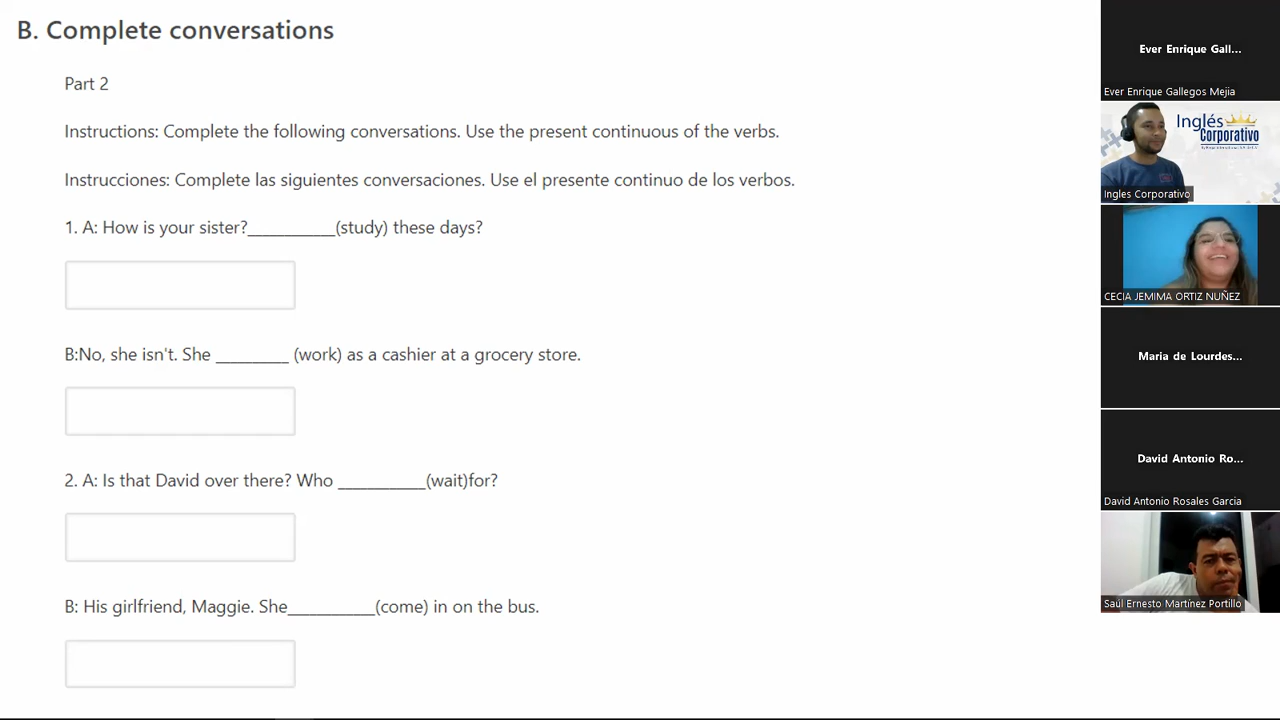 B. Complete conversations
Part 2
Instructions: Complete the following conversations. Use the present continuous of the verbs.
Instrucciones: Complete las siguientes conversaciones. Use el presente continuo de los verbos.
1. A: How is your sister?__________(study) these days?
B:No, she isn't. She ________ (work) as a cashier at a grocery store.
2. A: Is that David over there? Who __________(wait)for?
B: His girlfriend, Maggie. She__________(come) in on the bus.
Ever Enrique Gall...
Ever Enrique Gallegos Mejia
Inglés
Corporativo
Ingles Corporativo
CECIA JEMIMA ORTIZ NUÑEZ
Maria de Lourdes...
David Antonio Ro...
David Antonio Rosales Garcia
Saúl Ernesto Martínez Portillo